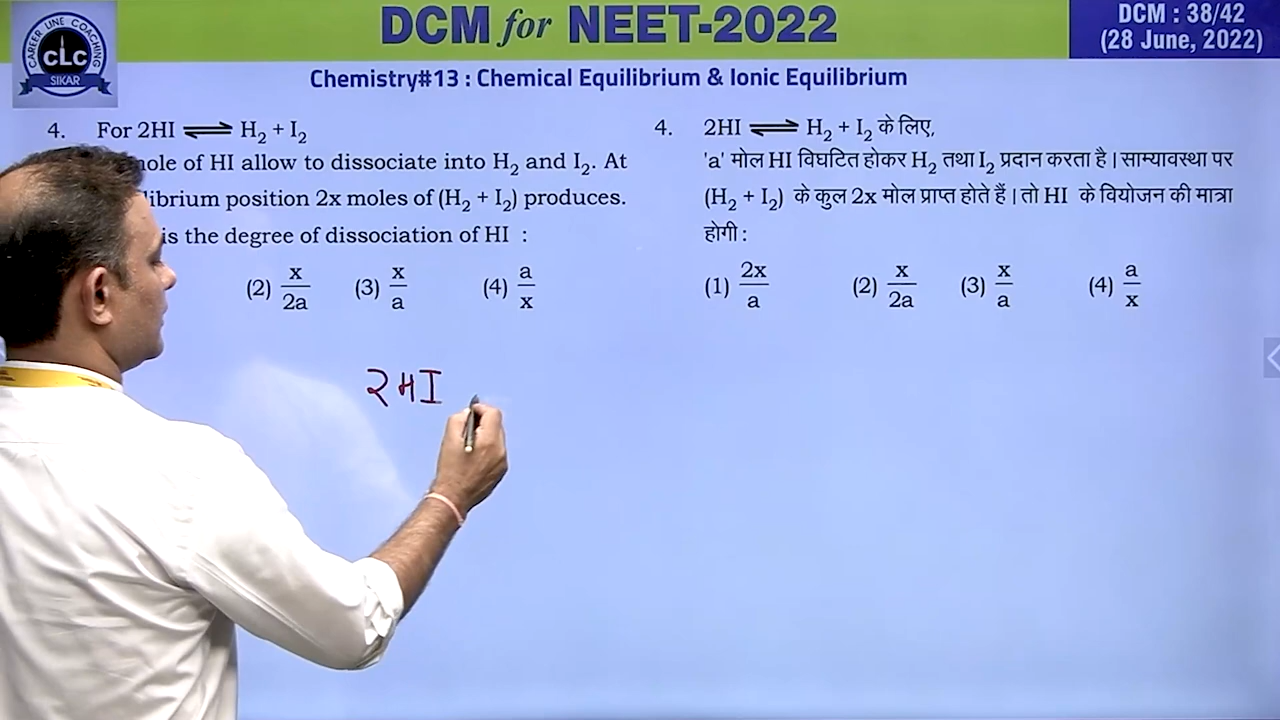 DCM for NEET-2022
DCM : 38/42
(28 June, 2022)
CAREER LINE COACHING
CLC
SIKAR
Chemistry#13 : Chemical Equilibrium & Ionic Equilibrium
4. For 2HI ⇌ H₂ + I₂
of HI allow to dissociate into H₂ and I₂. At
position 2x moles of (H₂ + I₂) produces.
is the degree of dissociation of HI :
(2) x/2a (3) x/a (4) a/x
4. 2HI ⇌ H₂ + I₂ के लिए,
'a' मोल HI विघटित होकर H₂ तथा I₂ प्रदान करता है। साम्यावस्था पर
(H₂ + I₂) के कुल 2x मोल प्राप्त होते हैं। तो HI के वियोजन की मात्रा
होगी :
(1) 2x/a (2) x/2a (3) x/a (4) a/x
2HI